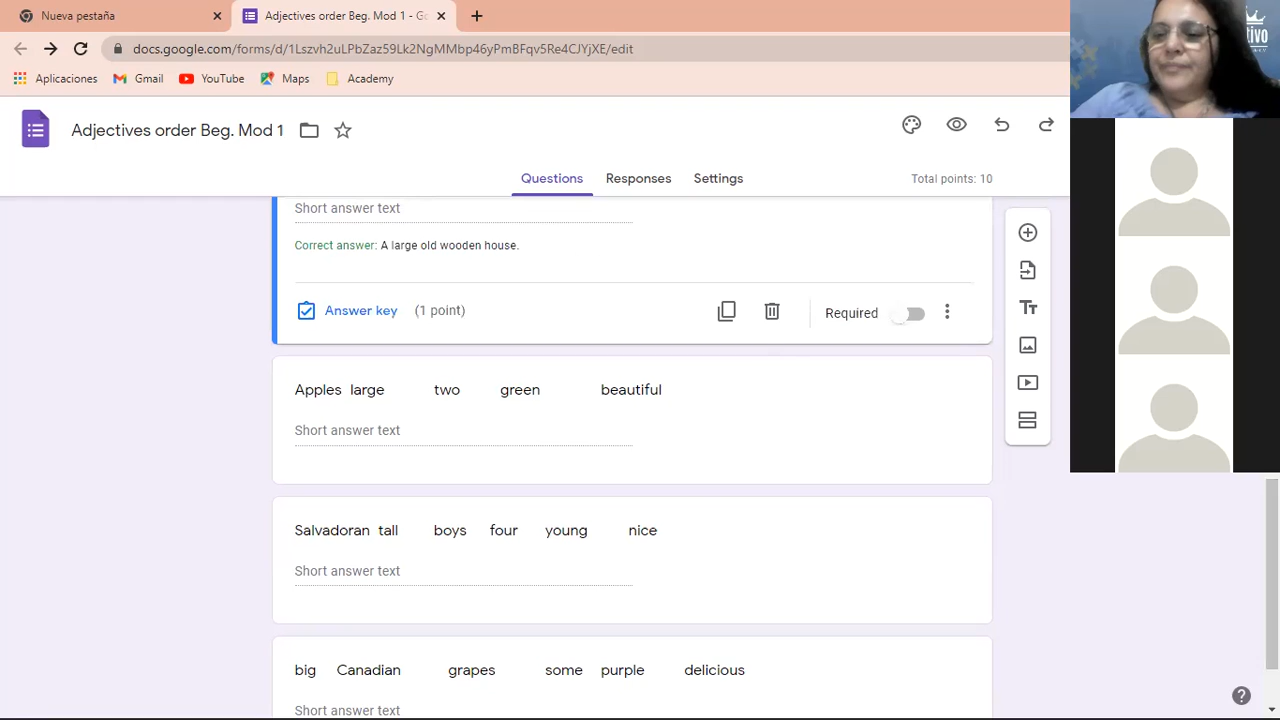 Nueva pestaña
Adjectives order Beg. Mod 1 - Go
docs.google.com/forms/d/1Lszvh2uLPbZaz59Lk2NgMMbp46yPmBFqv5Re4CJYjXE/edit
Aplicaciones Gmail YouTube Maps Academy
Adjectives order Beg. Mod 1
Questions Responses Settings Total points: 10
Short answer text
Correct answer: A large old wooden house.
Answer key (1 point) Required
Apples large two green beautiful
Short answer text
Salvadoran tall boys four young nice
Short answer text
big Canadian grapes some purple delicious
Short answer text